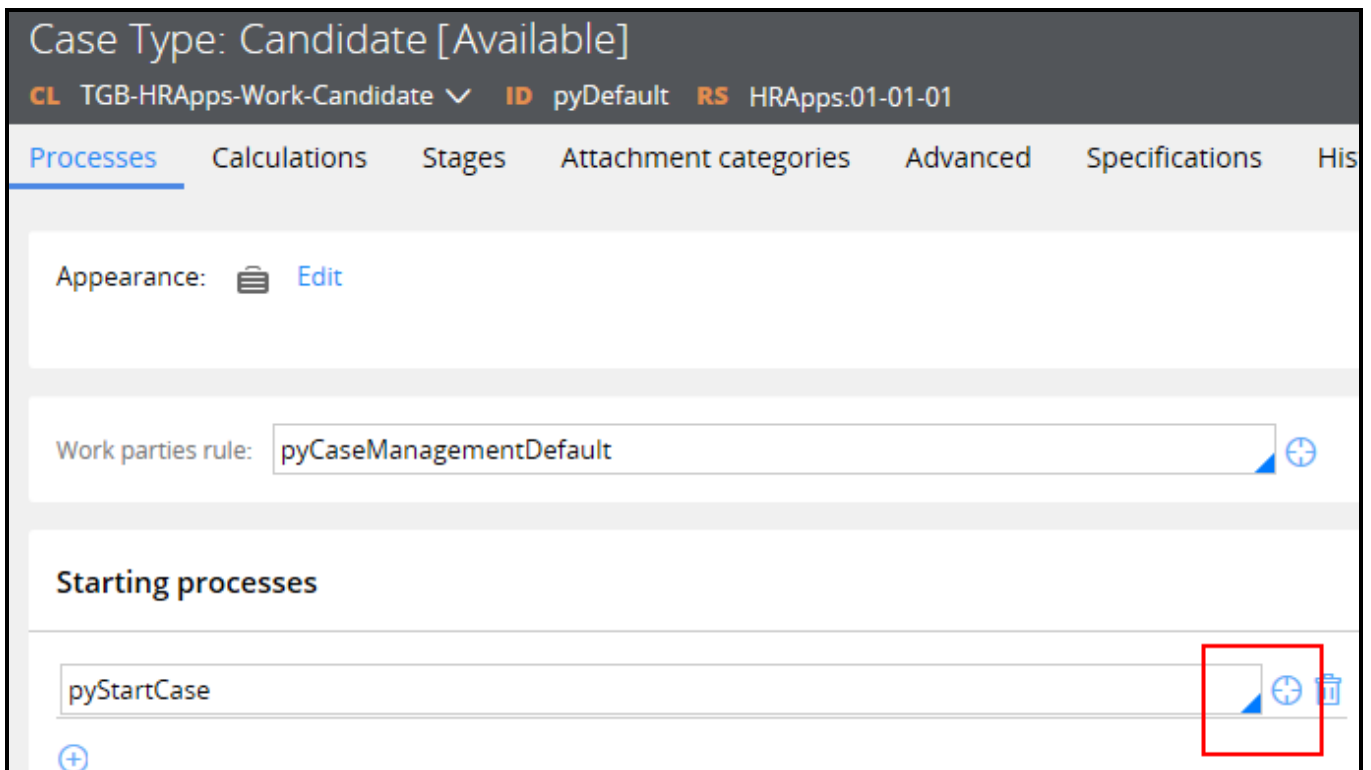 Case Type: Candidate [Available]
CL TGB-HRApps-Work-Candidate ID pyDefault RS HRApps:01-01-01
Processes Calculations Stages Attachment categories Advanced Specifications His
Appearance: Edit
Work parties rule: pyCaseManagementDefault
Starting processes
pyStartCase